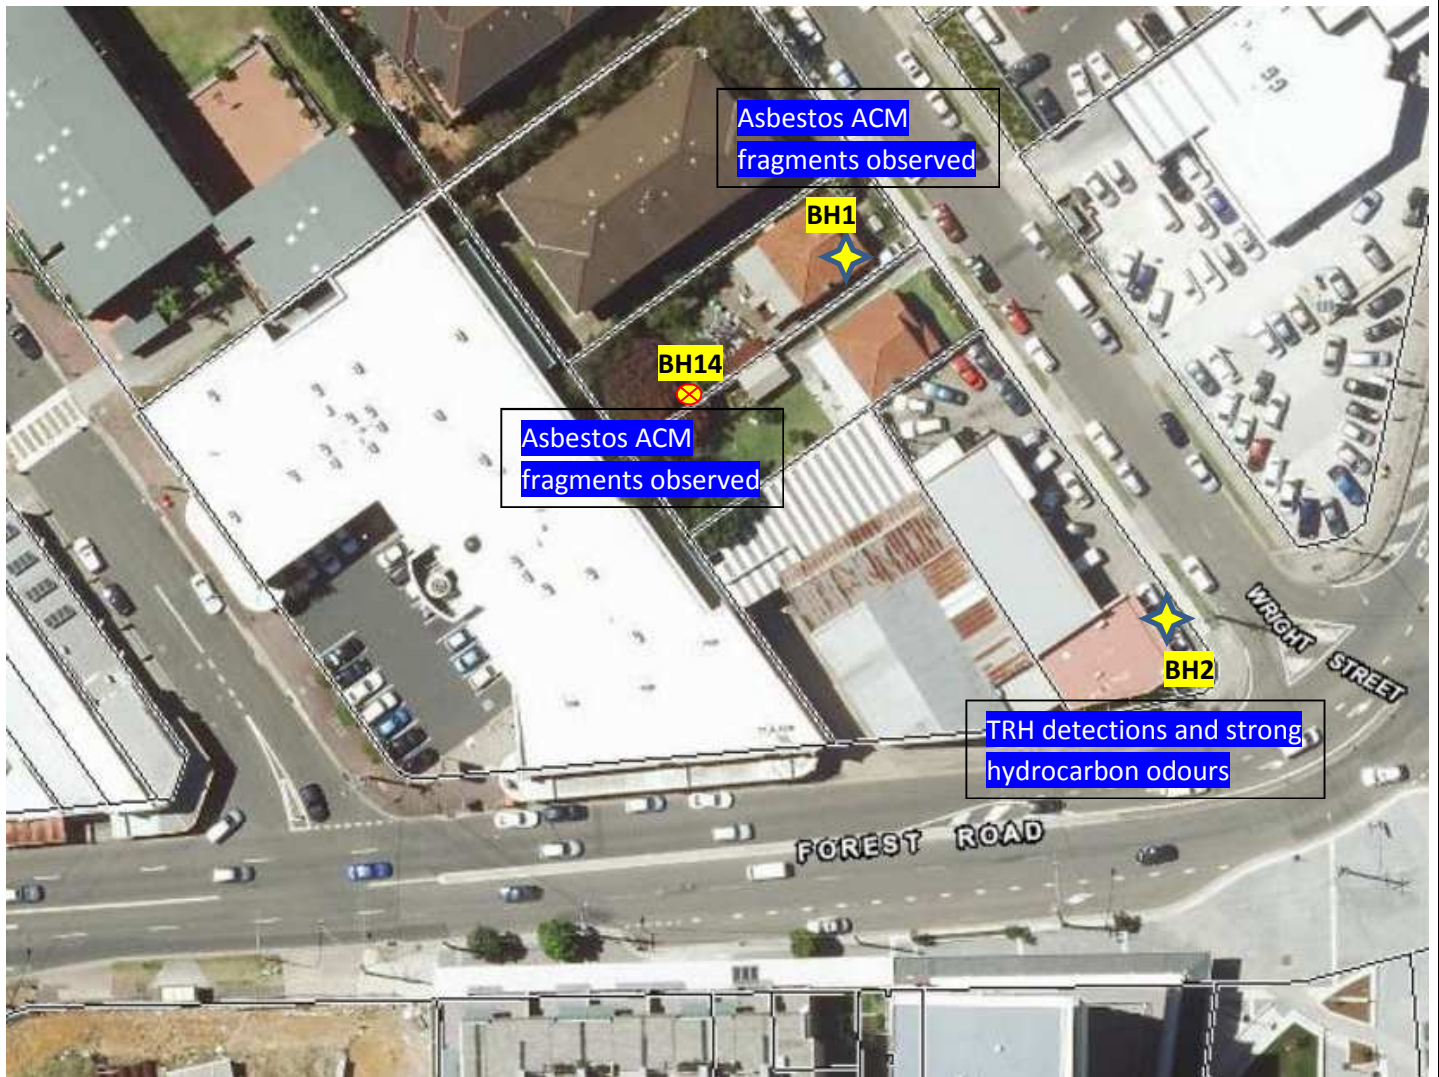 Asbestos ACM
fragments observed
BH1
BH14
Asbestos ACM
fragments observed
BH2
WRIGHT STREET
TRH detections and strong
hydrocarbon odours
FOREST ROAD